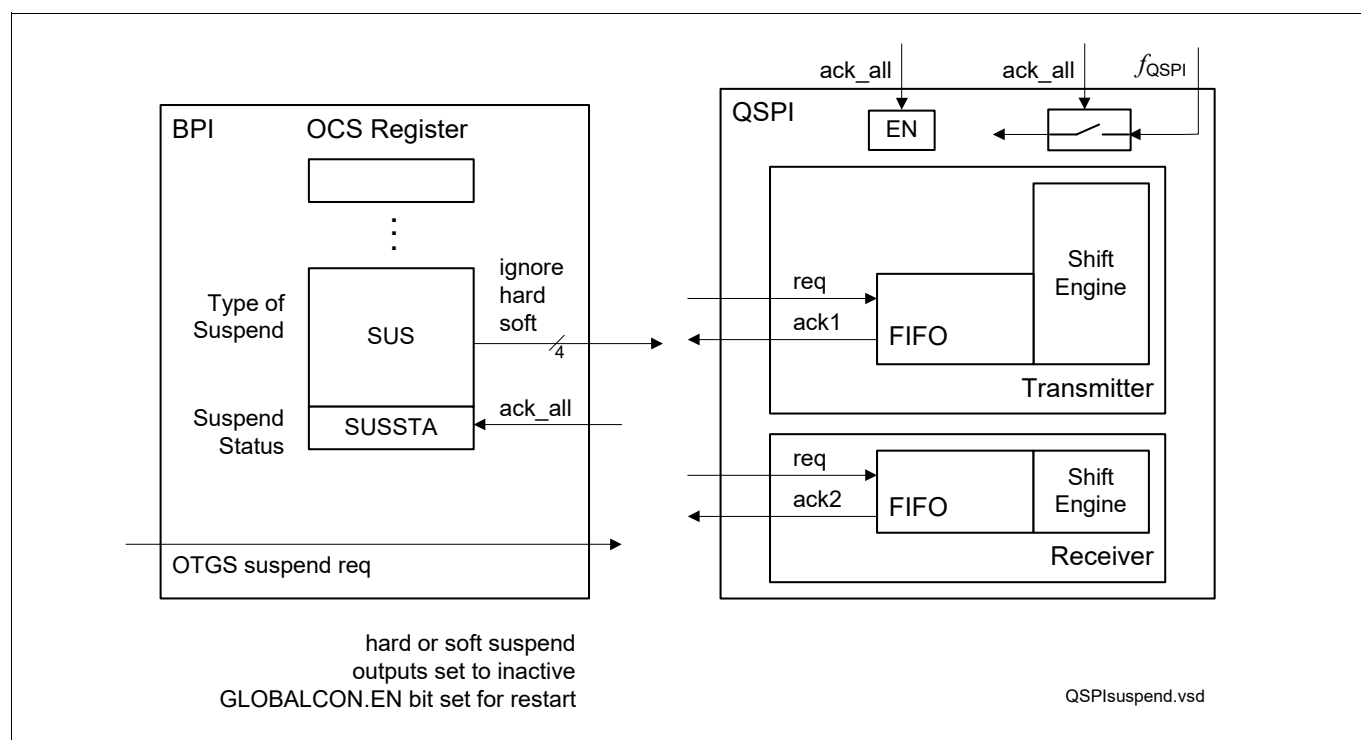 BPI
OCS Register
Type of
Suspend
SUS
ignore
hard
soft
4
Suspend
Status
SUSSTA
ack_all
OTGS suspend req
hard or soft suspend
outputs set to inactive
GLOBALCON.EN bit set for restart
ack_all
ack_all
fQSPI
QSPI
EN
req
ack1
FIFO
Shift
Engine
Transmitter
req
ack2
FIFO
Shift
Engine
Receiver
QSPIsuspend.vsd